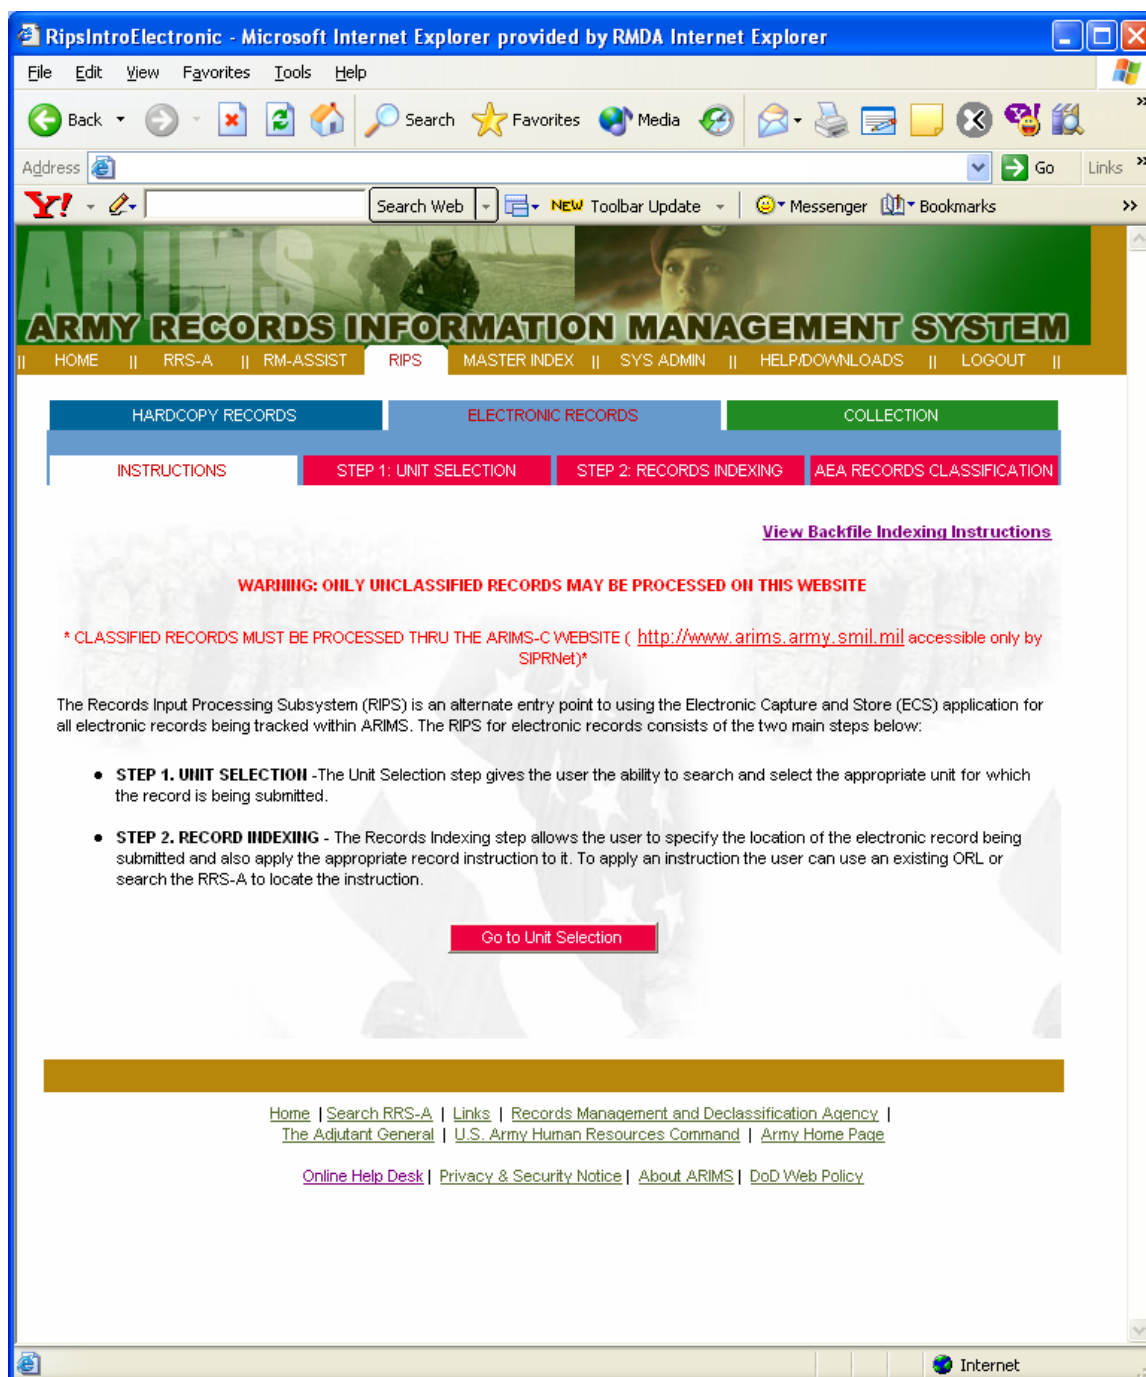 RipsIntroElectronic - Microsoft Internet Explorer provided by RMDA Internet Explorer
File Edit View Favorites Tools Help
Back Search Favorites Media
Address Go Links »
Y! Search Web NEW Toolbar Update Messenger Bookmarks »
ARIMS
ARMY RECORDS INFORMATION MANAGEMENT SYSTEM
|| HOME || RRS-A || RM-ASSIST RIPS MASTER INDEX || SYS ADMIN || HELP/DOWNLOADS || LOGOUT ||
HARDCOPY RECORDS ELECTRONIC RECORDS COLLECTION
INSTRUCTIONS STEP 1: UNIT SELECTION STEP 2: RECORDS INDEXING AEA RECORDS CLASSIFICATION
View Backfile Indexing Instructions
WARNING: ONLY UNCLASSIFIED RECORDS MAY BE PROCESSED ON THIS WEBSITE
* CLASSIFIED RECORDS MUST BE PROCESSED THRU THE ARIMS-C WEBSITE ( http://www.arims.army.smil.mil accessible only by
SIPRNet)*
The Records Input Processing Subsystem (RIPS) is an alternate entry point to using the Electronic Capture and Store (ECS) application for
all electronic records being tracked within ARIMS. The RIPS for electronic records consists of the two main steps below:
● STEP 1. UNIT SELECTION -The Unit Selection step gives the user the ability to search and select the appropriate unit for which
the record is being submitted.
● STEP 2. RECORD INDEXING - The Records Indexing step allows the user to specify the location of the electronic record being
submitted and also apply the appropriate record instruction to it. To apply an instruction the user can use an existing ORL or
search the RRS-A to locate the instruction.
Go to Unit Selection
Home | Search RRS-A | Links | Records Management and Declassification Agency |
The Adjutant General | U.S. Army Human Resources Command | Army Home Page
Online Help Desk | Privacy & Security Notice | About ARIMS | DoD Web Policy
Internet